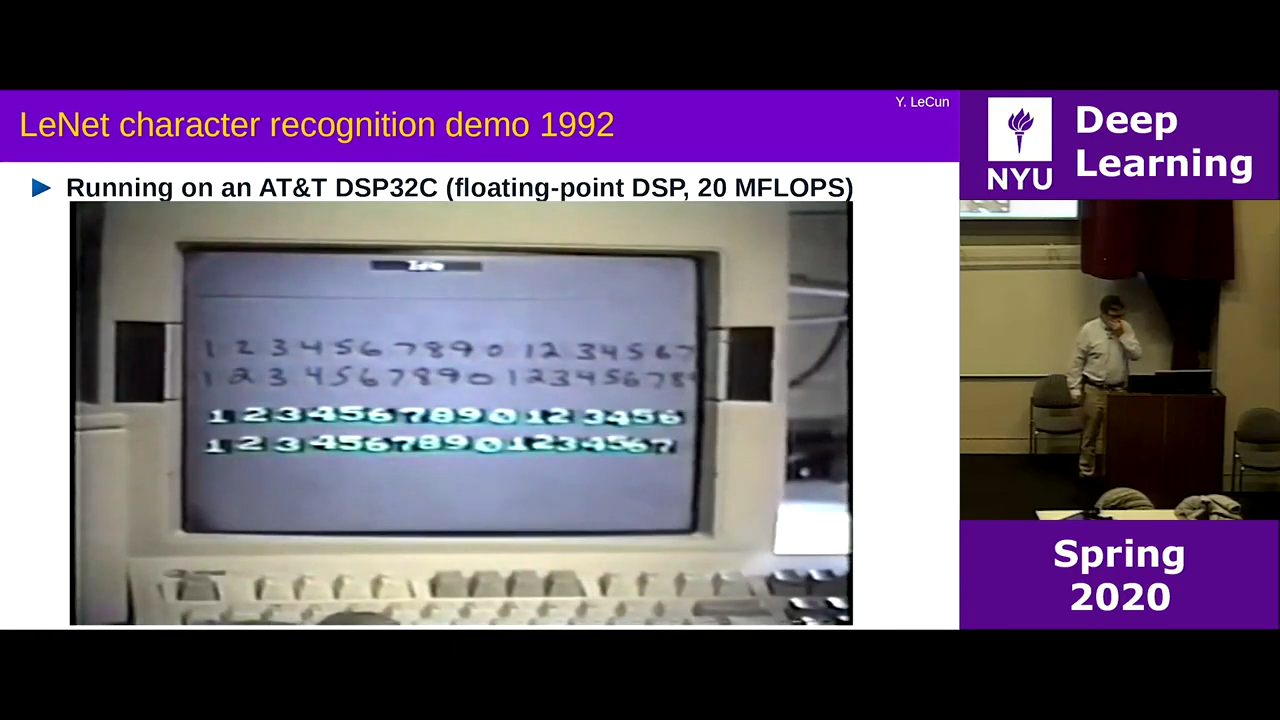 Y. LeCun
LeNet character recognition demo 1992
► Running on an AT&T DSP32C (floating-point DSP, 20 MFLOPS)
1 2 3 4 5 6 7 8 9 0 1 2 3 4 5 6 7
1 2 3 4 5 6 7 8 9 0 1 2 3 4 5 6 7 8 9
1 2 3 4 5 6 7 8 9 0 1 2 3 4 5 6
1 2 3 4 5 6 7 8 9 0 1 2 3 4 5 6 7
NYU
Deep
Learning
Spring
2020